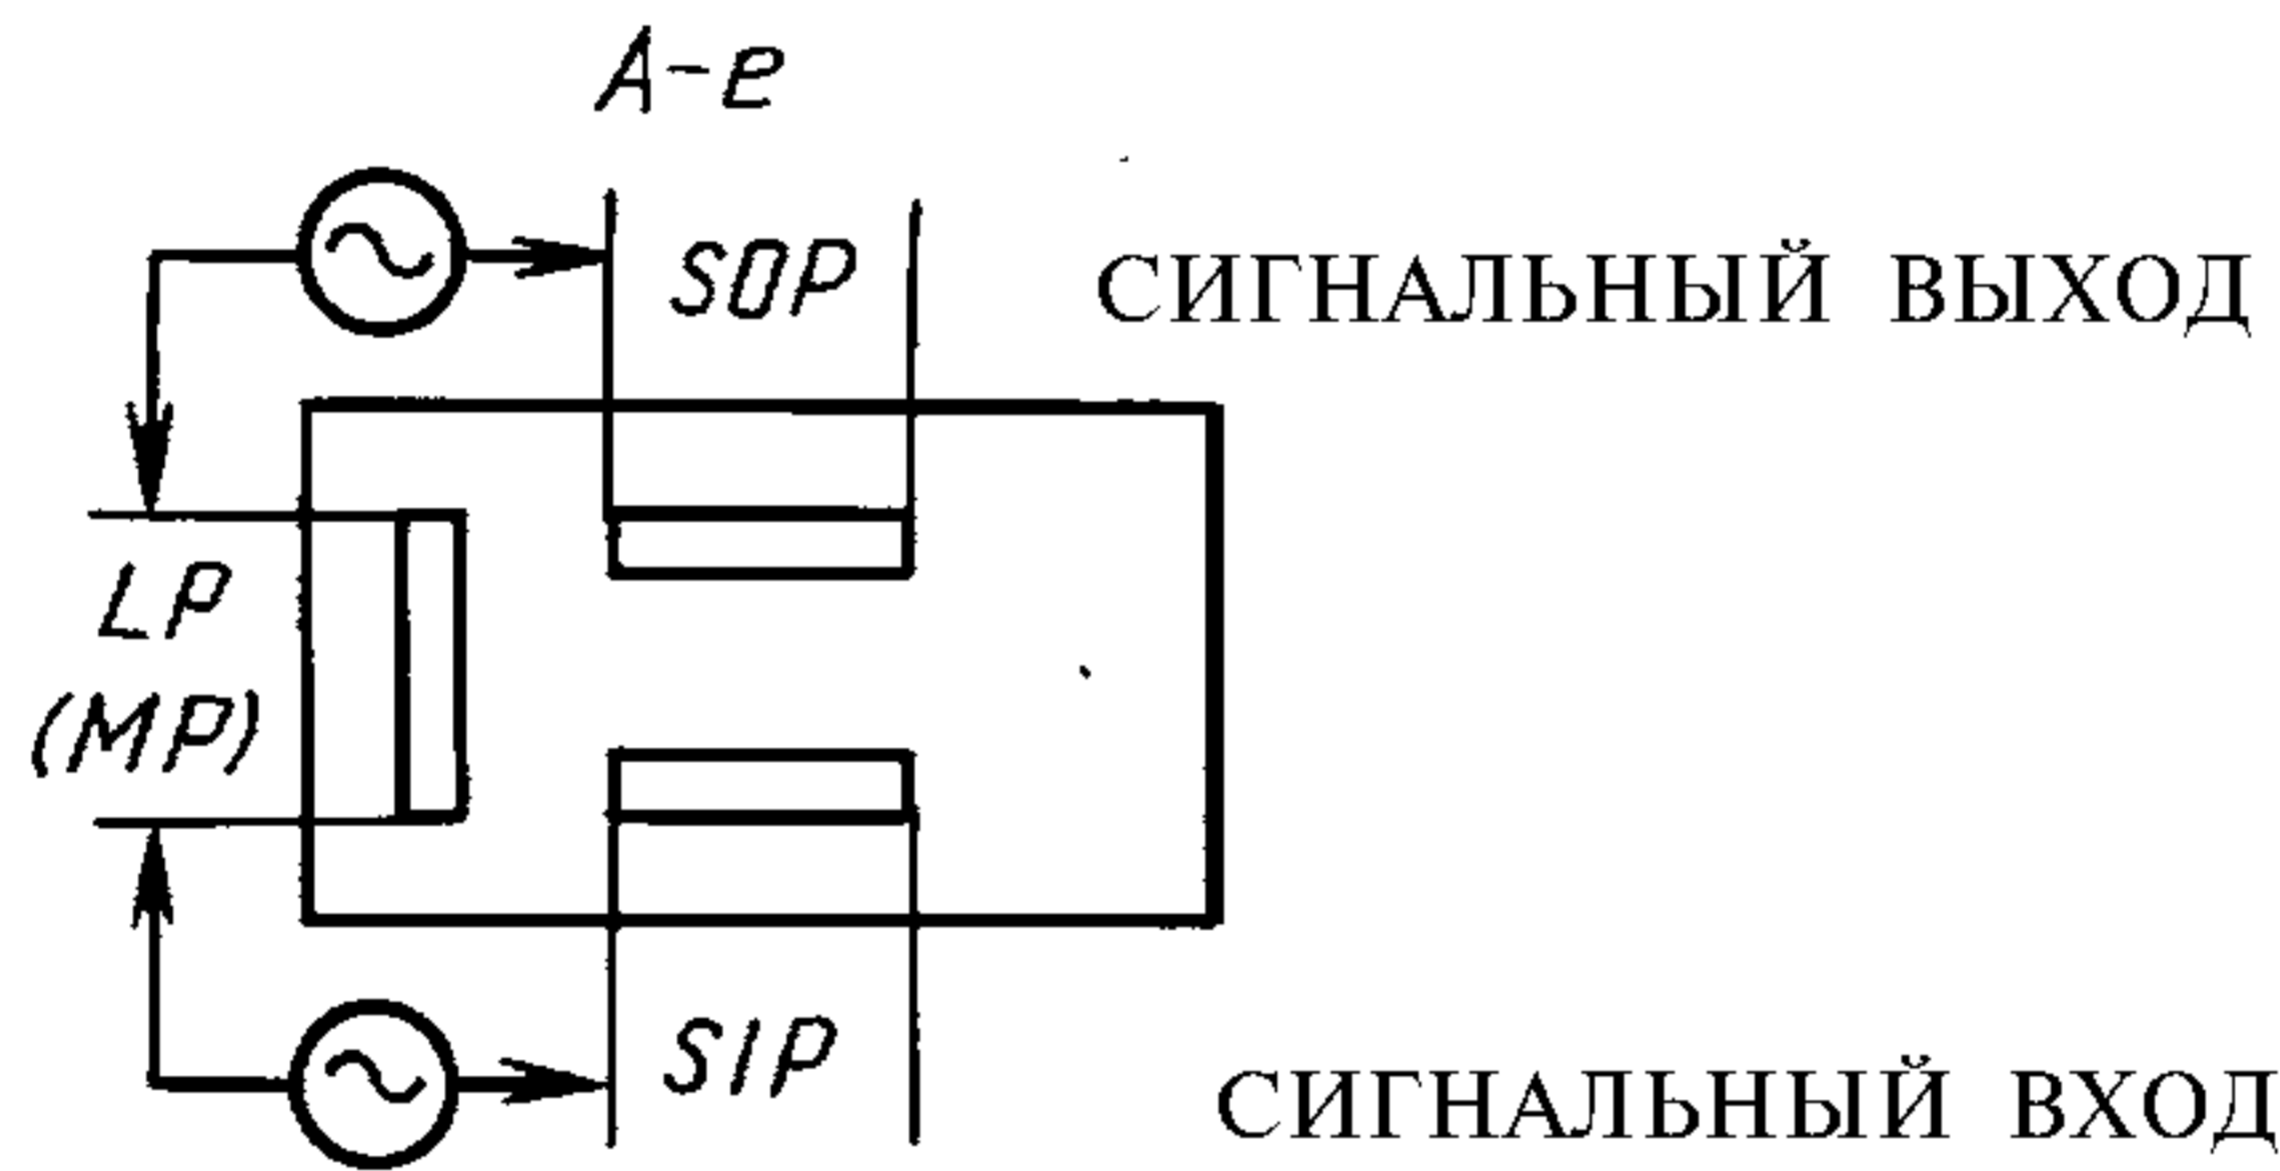 A-e
SOP СИГНАЛЬНЫЙ ВЫХОД
LP
(MP)
SIP СИГНАЛЬНЫЙ ВХОД